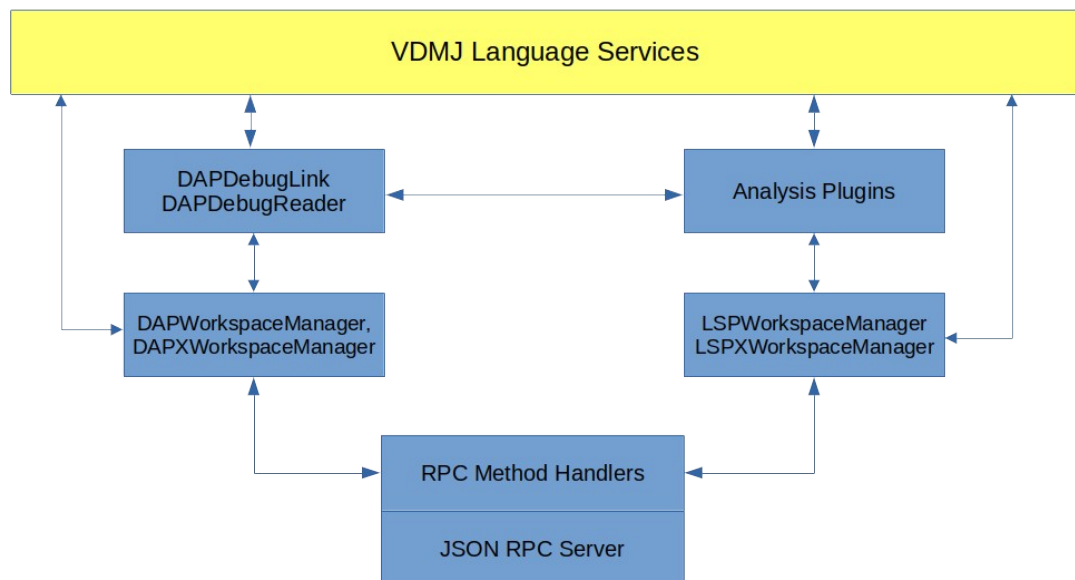 VDMJ Language Services
DAPDebugLink
DAPDebugReader
Analysis Plugins
DAPWorkspaceManager,
DAPXWorkspaceManager
LSPWorkspaceManager
LSPXWorkspaceManager
RPC Method Handlers
JSON RPC Server